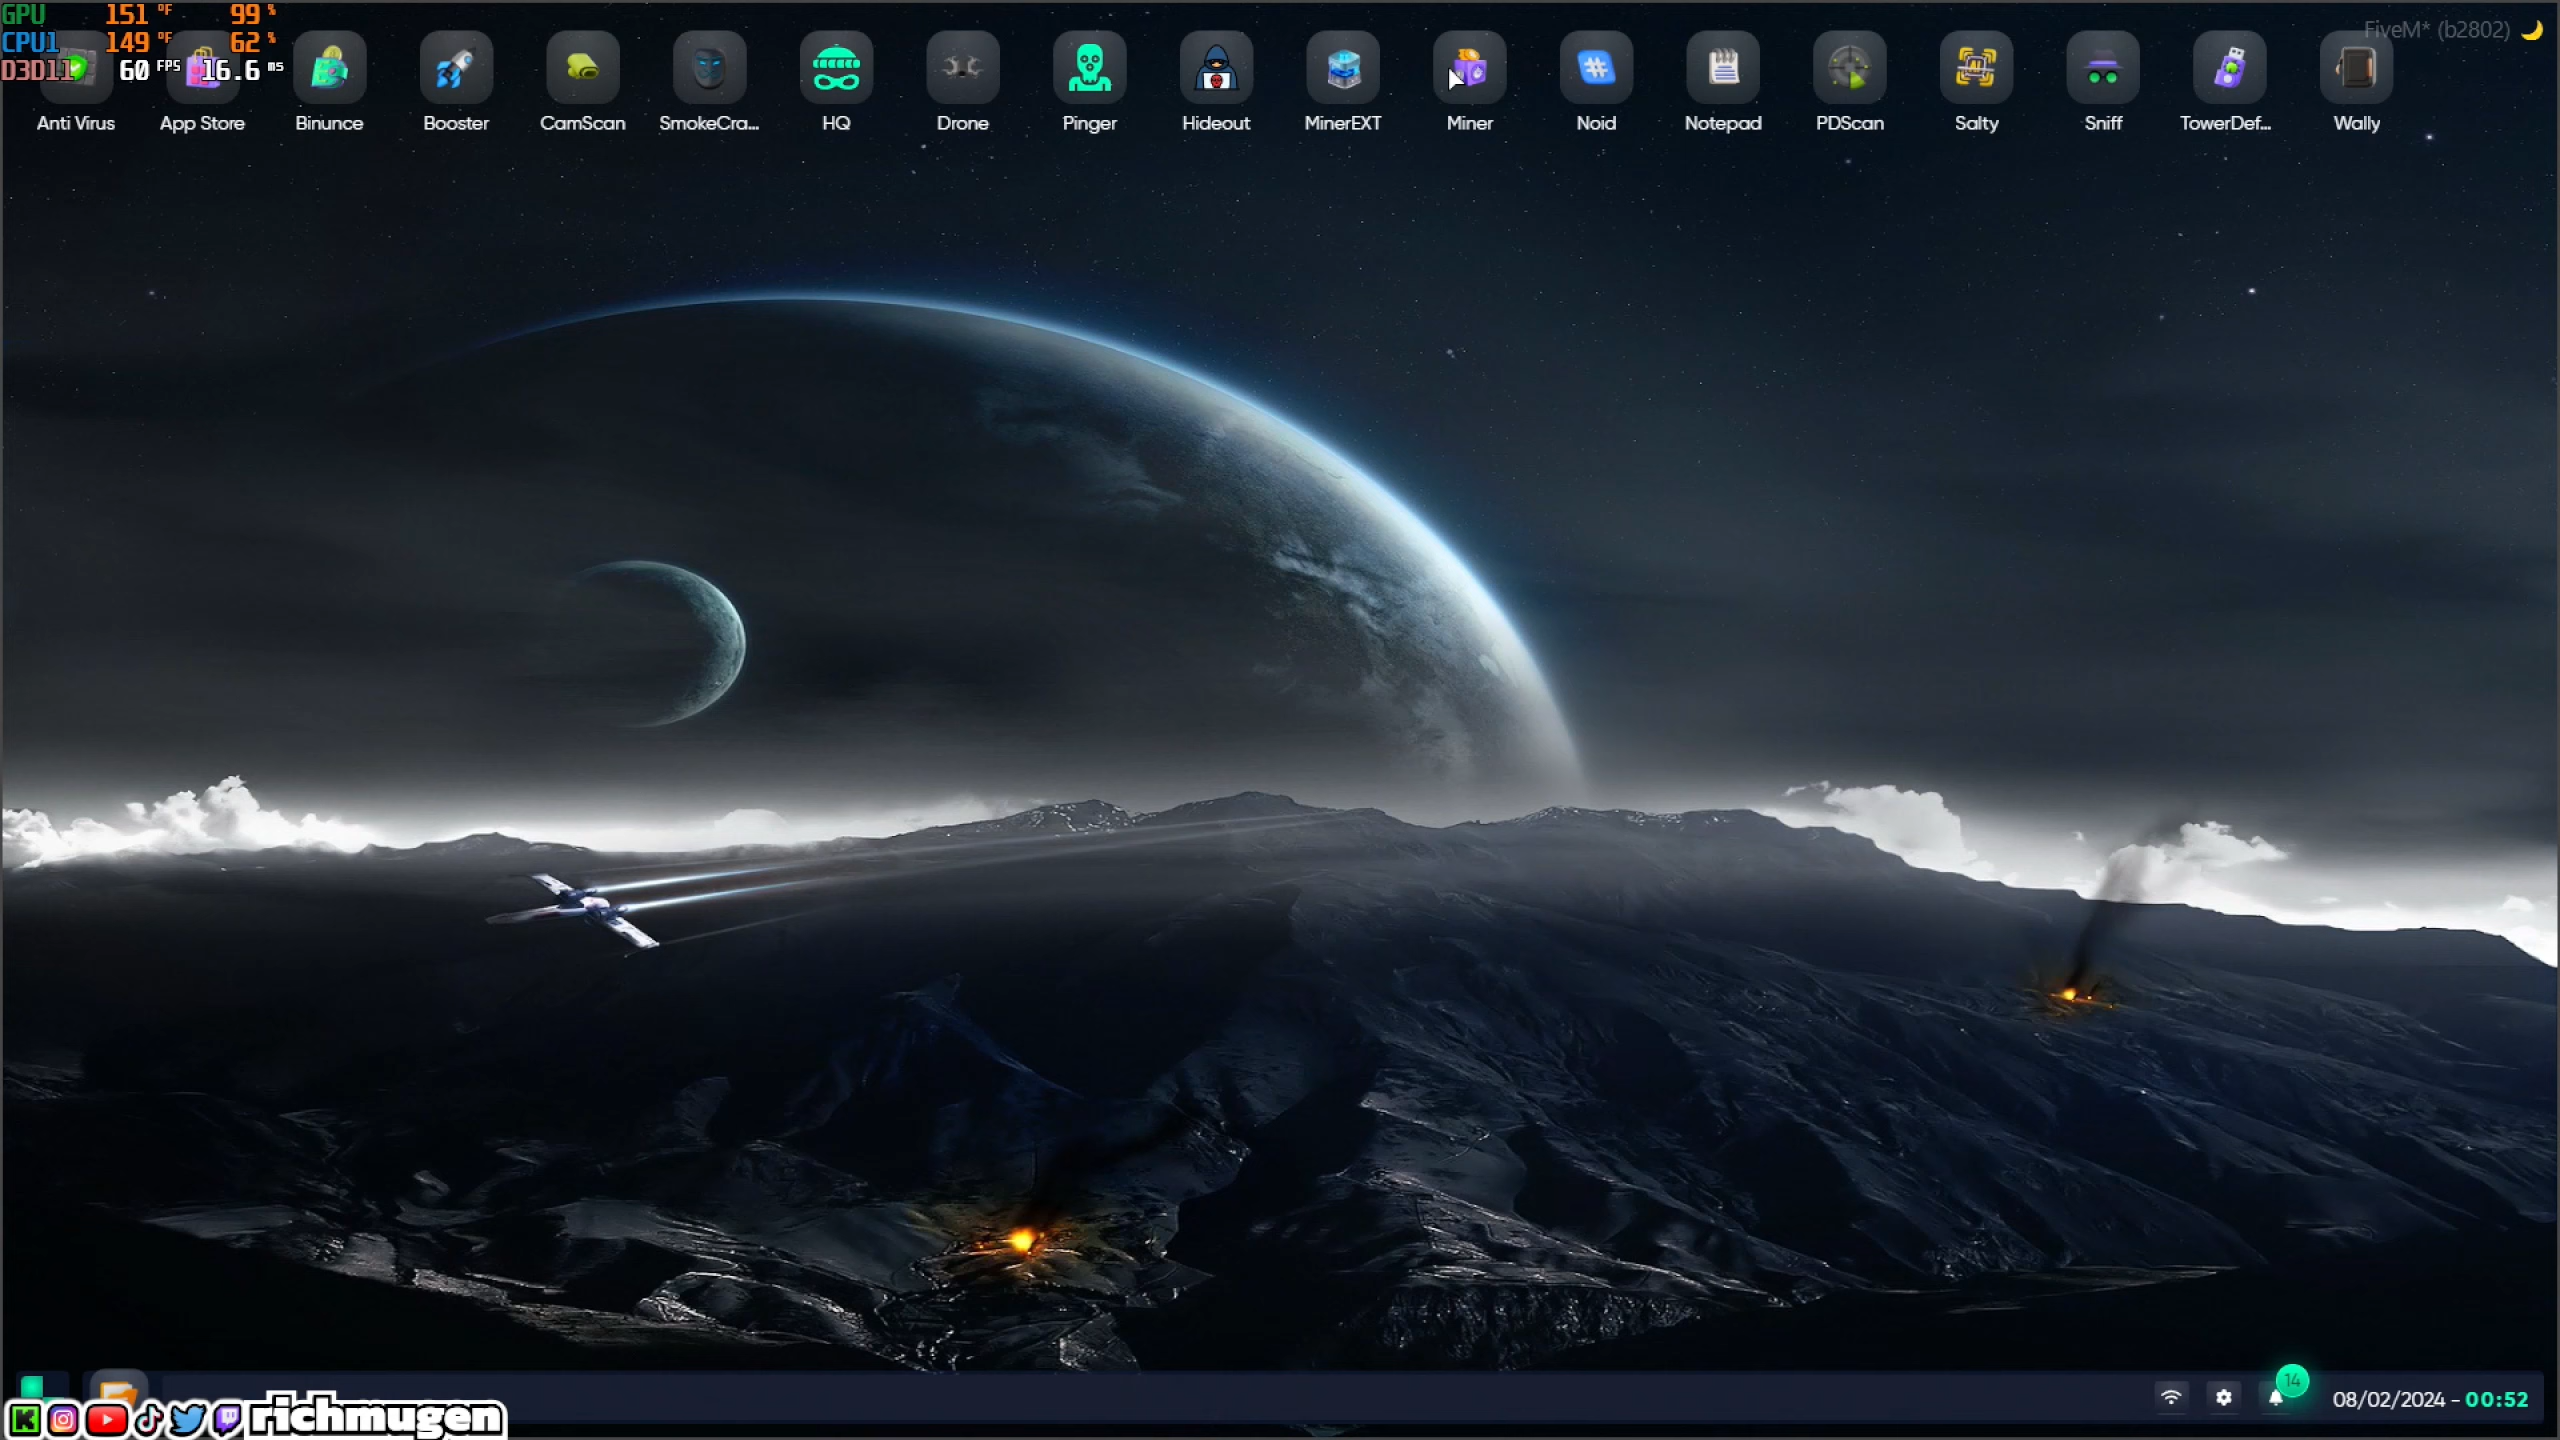 GPU 151 °F 99 %
CPU1 149 °F 62 %
D3D11 60 FPS 16.6 ms
FiveM* (b2802)
Anti Virus
App Store
Binunce
Booster
CamScan
SmokeCra...
HQ
Drone
Pinger
Hideout
MinerEXT
Miner
Noid
Notepad
PDScan
Salty
Sniff
TowerDef...
Wally
14
08/02/2024 - 00:52
richmugen